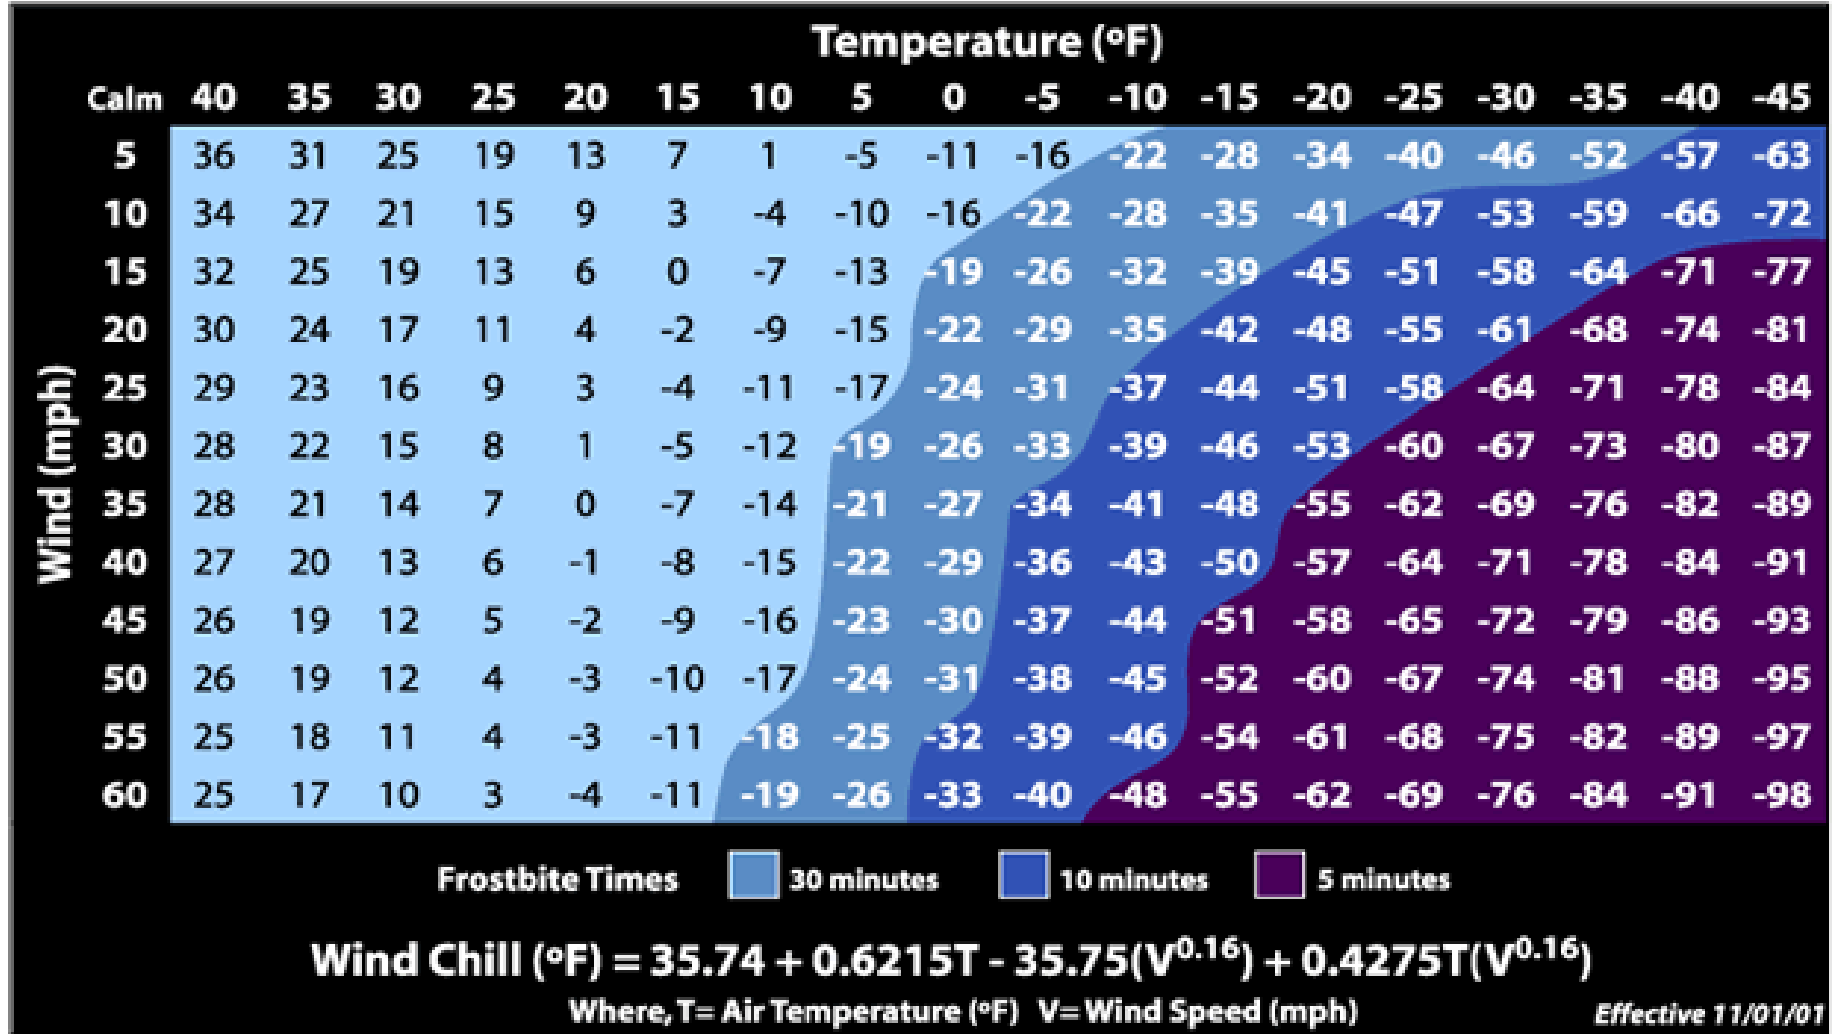 Temperature (ºF)
Calm 40 35 30 25 20 15 10 5 0 -5 -10 -15 -20 -25 -30 -35 -40 -45
5 36 31 25 19 13 7 1 -5 -11 -16 -22 -28 -34 -40 -46 -52 -57 -63
10 34 27 21 15 9 3 -4 -10 -16 -22 -28 -35 -41 -47 -53 -59 -66 -72
15 32 25 19 13 6 0 -7 -13 -19 -26 -32 -39 -45 -51 -58 -64 -71 -77
20 30 24 17 11 4 -2 -9 -15 -22 -29 -35 -42 -48 -55 -61 -68 -74 -81
25 29 23 16 9 3 -4 -11 -17 -24 -31 -37 -44 -51 -58 -64 -71 -78 -84
30 28 22 15 8 1 -5 -12 -19 -26 -33 -39 -46 -53 -60 -67 -73 -80 -87
35 28 21 14 7 0 -7 -14 -21 -27 -34 -41 -48 -55 -62 -69 -76 -82 -89
40 27 20 13 6 -1 -8 -15 -22 -29 -36 -43 -50 -57 -64 -71 -78 -84 -91
45 26 19 12 5 -2 -9 -16 -23 -30 -37 -44 -51 -58 -65 -72 -79 -86 -93
50 26 19 12 4 -3 -10 -17 -24 -31 -38 -45 -52 -60 -67 -74 -81 -88 -95
55 25 18 11 4 -3 -11 -18 -25 -32 -39 -46 -54 -61 -68 -75 -82 -89 -97
60 25 17 10 3 -4 -11 -19 -26 -33 -40 -48 -55 -62 -69 -76 -84 -91 -98
Wind (mph)
Frostbite Times 30 minutes 10 minutes 5 minutes
Wind Chill (ºF) = 35.74 + 0.6215T - 35.75(V^0.16) + 0.4275T(V^0.16)
Where, T= Air Temperature (ºF) V= Wind Speed (mph)
Effective 11/01/01